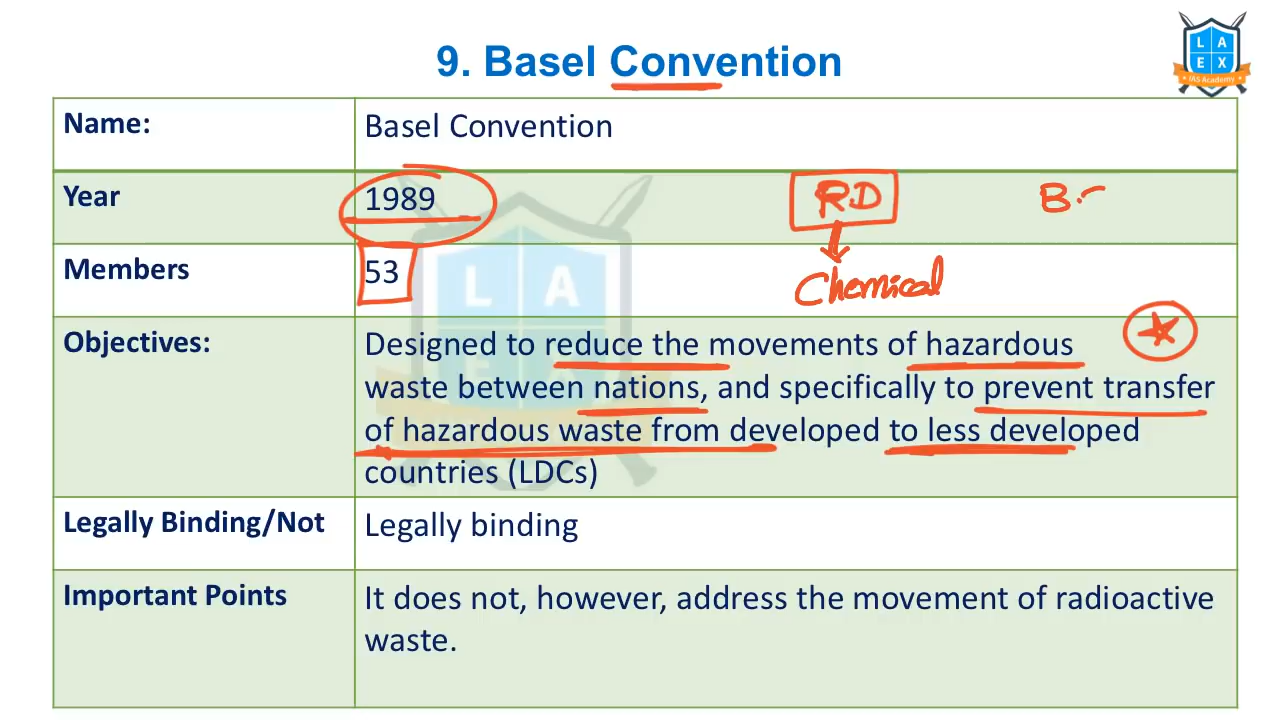 9. Basel Convention
L A
E X
IAS Academy
Name:
Basel Convention
Year
1989
RD
B.
Members
53
Chemical
L A
Objectives:
Designed to reduce the movements of hazardous
waste between nations, and specifically to prevent transfer
of hazardous waste from developed to less developed
countries (LDCs)
Legally Binding/Not
Legally binding
Important Points
It does not, however, address the movement of radioactive
waste.